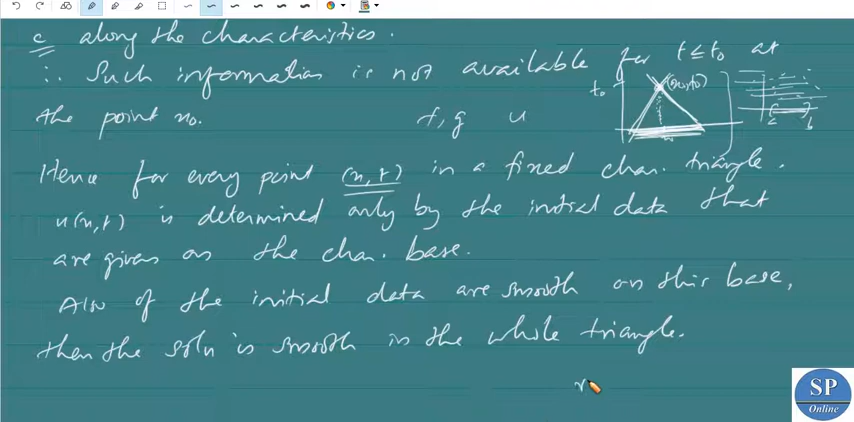 c along the characteristics.
∴ Such information is not available for t ≤ t₀ at
t₀ (x₀,t₀)
a b
the point x₀. f, g u
Hence for every point (x,t) in a fixed char. triangle.
u(x,t) is determined only by the initial data that
are given on the char. base.
Also if the initial data are smooth on this base,
then the soln is smooth in the whole triangle.
SP
Online